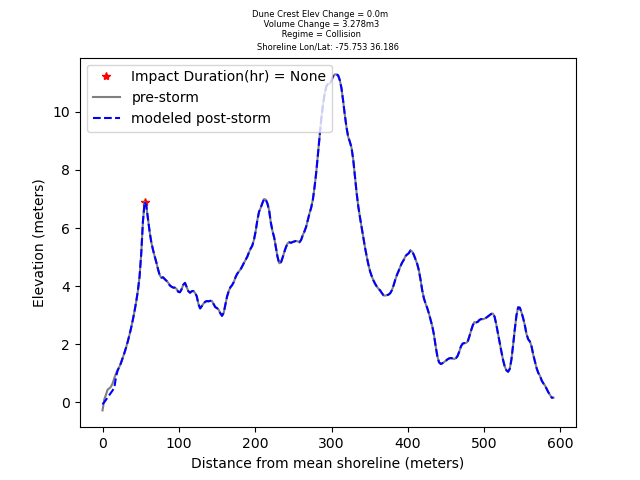 Dune Crest Elev Change = 0.0m
Volume Change = 3.278m3
Regime = Collision
Shoreline Lon/Lat: -75.753 36.186
Impact Duration(hr) = None
pre-storm
modeled post-storm
Elevation (meters)
10
8
6
4
2
0
0 100 200 300 400 500 600
Distance from mean shoreline (meters)